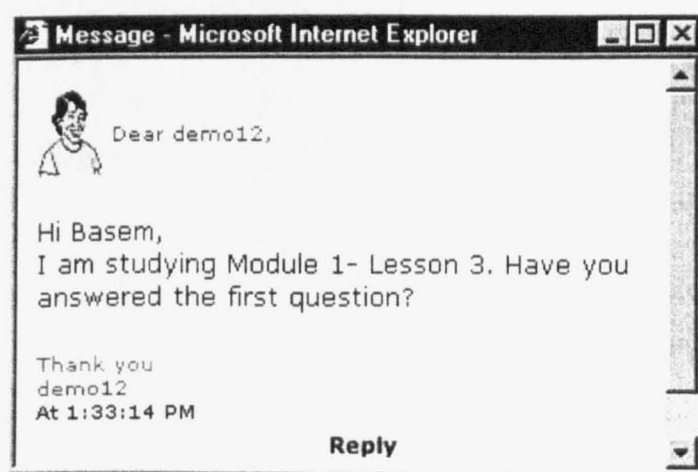 Message - Microsoft Internet Explorer
Dear demo12,
Hi Basem,
I am studying Module 1- Lesson 3. Have you
answered the first question?
Thank you
demo12
At 1:33:14 PM
Reply